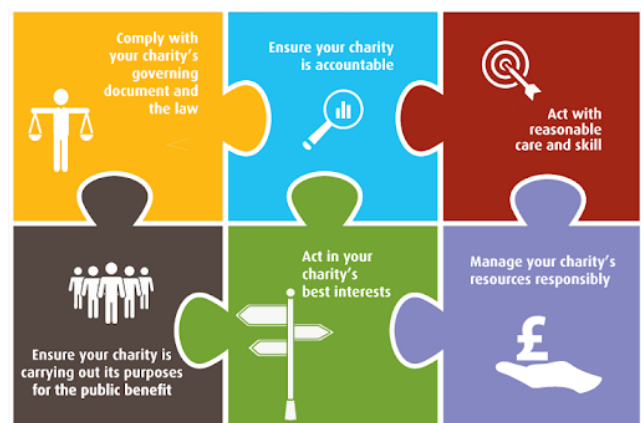 Comply with
your charity's
governing
document and
the law
Ensure your charity
is accountable
Act with
reasonable
care and skill
Ensure your charity is
carrying out its purposes
for the public benefit
Act in your
charity's
best interests
Manage your charity's
resources responsibly
£